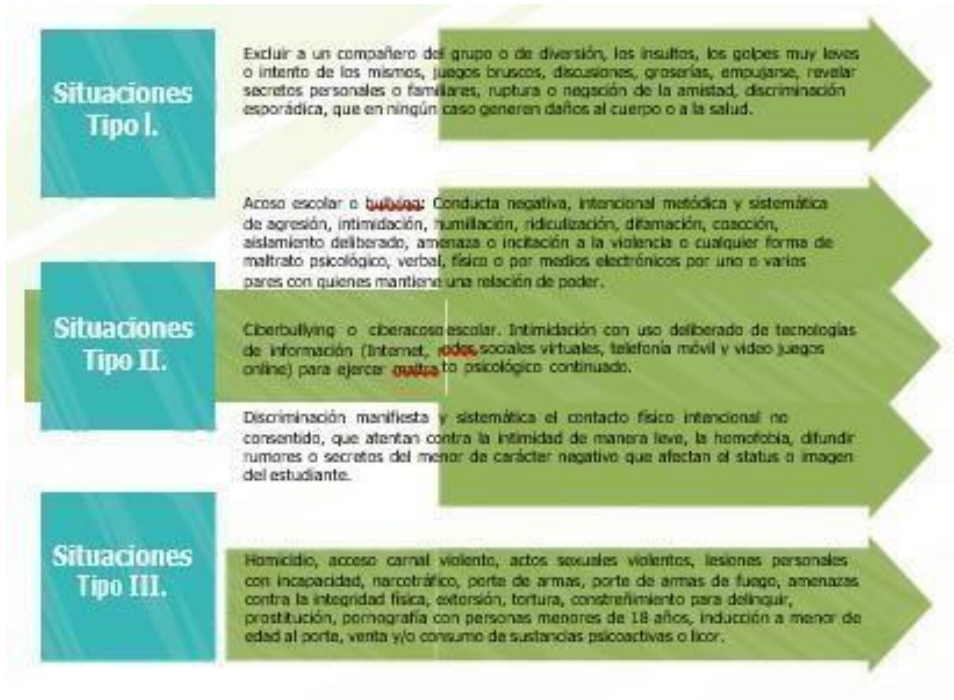 Situaciones
Tipo I.
Excluir a un compañero del grupo o de diversión, los insultos, los golpes muy leves
o intento de los mismos, juegos bruscos, discusiones, groserías, empujarse, revelar
secretos personales o familiares, ruptura o negación de la amistad, discriminación
esporádica, que en ningún caso generen daños al cuerpo o a la salud.
Acoso escolar o bullying: Conducta negativa, intencional metódica y sistemática
de agresión, intimidación, humillación, ridiculización, difamación, coacción,
aislamiento deliberado, amenaza o incitación a la violencia o cualquier forma de
maltrato psicológico, verbal, físico o por medios electrónicos por uno o varios
pares con quienes mantiene una relación de poder.
Situaciones
Tipo II.
Ciberbullying o ciberacoso escolar. Intimidación con uso deliberado de tecnologías
de información (Internet, redes sociales virtuales, telefonía móvil y video juegos
online) para ejercer maltrato psicológico continuado.
Discriminación manifiesta y sistemática el contacto físico intencional no
consentido, que atentan contra la intimidad de manera leve, la homofobia, difundir
rumores o secretos del menor de carácter negativo que afectan el status o imagen
del estudiante.
Situaciones
Tipo III.
Homicidio, acceso carnal violento, actos sexuales violentos, lesiones personales
con incapacidad, narcotráfico, porte de armas, porte de armas de fuego, amenazas
contra la integridad física, extorsión, tortura, constreñimiento para delinquir,
prostitución, pornografía con personas menores de 18 años, inducción a menor de
edad al porte, venta y/o consumo de sustancias psicoactivas o licor.